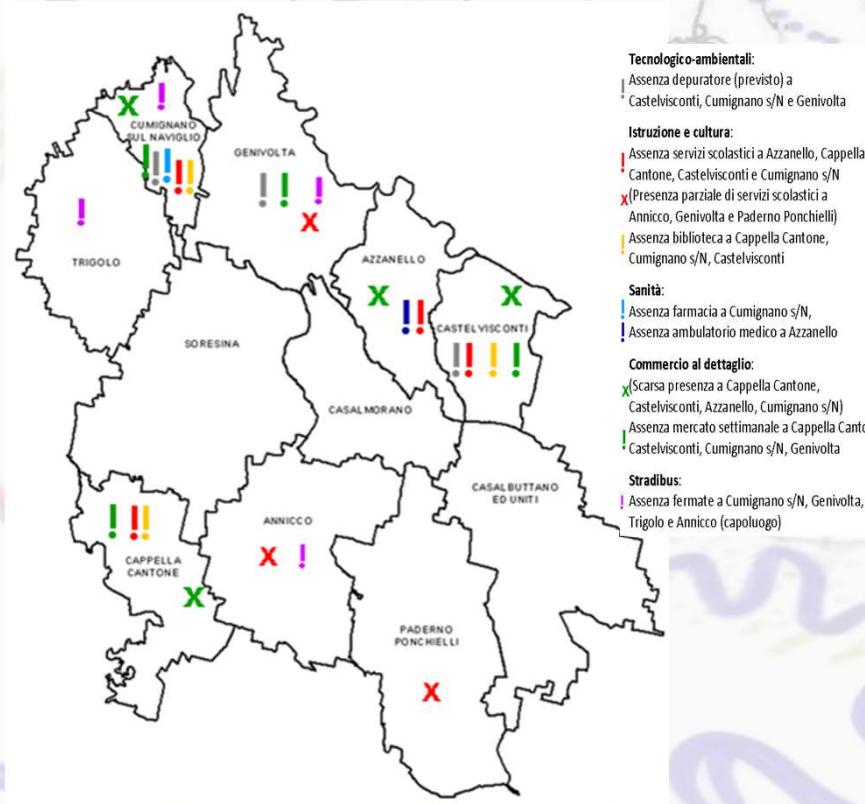 CUMIGNANO
SUL NAVIGLIO
GENIVOLTA
TRIGOLO
AZZANELLO
CASTELVISCONTI
SORESINA
CASALMORANO
CASALBUTTANO
ED UNITI
ANNICCO
CAPPELLA
CANTONE
PADERNO
PONCHIELLI
Tecnologico-ambientali:
! Assenza depuratore (previsto) a
Castelvisconti, Cumignano s/N e Genivolta
Istruzione e cultura:
! Assenza servizi scolastici a Azzanello, Cappella
Cantone, Castelvisconti e Cumignano s/N
X (Presenza parziale di servizi scolastici a
Annicco, Genivolta e Paderno Ponchielli)
! Assenza biblioteca a Cappella Cantone,
Cumignano s/N, Castelvisconti
Sanità:
! Assenza farmacia a Cumignano s/N,
! Assenza ambulatorio medico a Azzanello
Commercio al dettaglio:
X (Scarsa presenza a Cappella Cantone,
Castelvisconti, Azzanello, Cumignano s/N)
! Assenza mercato settimanale a Cappella Canto
Castelvisconti, Cumignano s/N, Genivolta
Stradibus:
! Assenza fermate a Cumignano s/N, Genivolta,
Trigolo e Annicco (capoluogo)